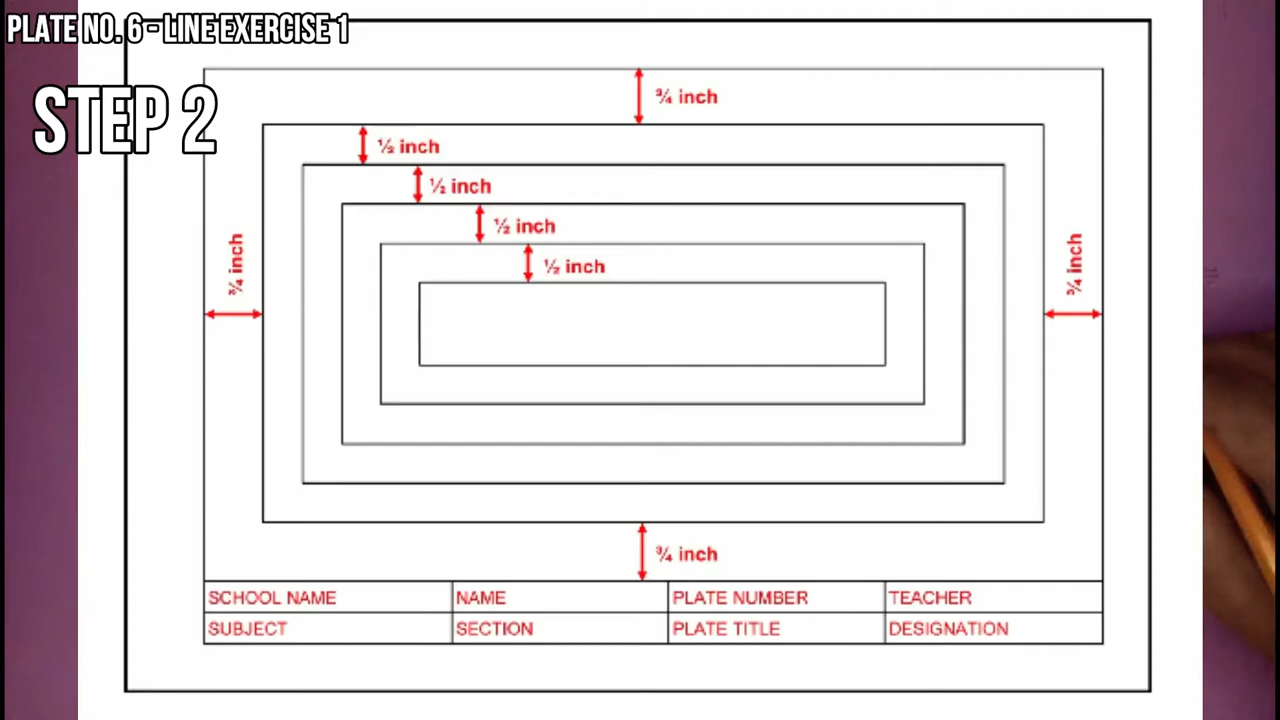 PLATE NO. 6 - LINE EXERCISE 1
STEP 2
¾ inch
½ inch
½ inch
½ inch
½ inch
¾ inch
¾ inch
¾ inch
SCHOOL NAME NAME PLATE NUMBER TEACHER
SUBJECT SECTION PLATE TITLE DESIGNATION